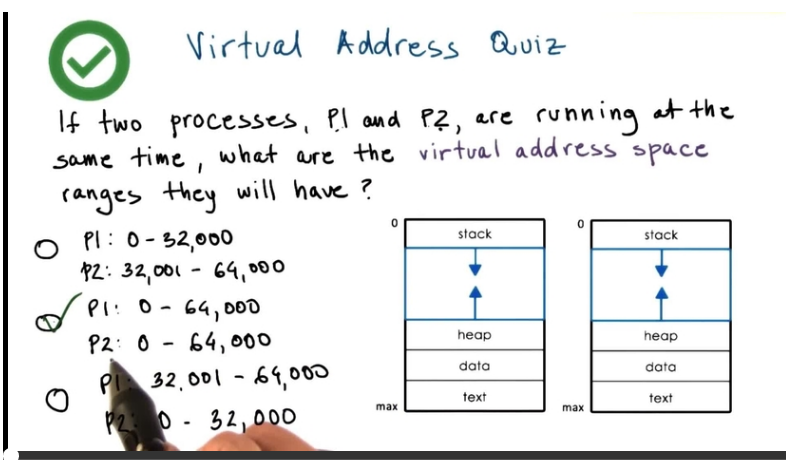 Virtual Address Quiz
If two processes, P1 and P2, are running at the
same time, what are the virtual address space
ranges they will have?
P1: 0 - 32,000
P2: 32,001 - 64,000
P1: 0 - 64,000
P2: 0 - 64,000
P1: 32,001 - 64,000
P2: 0 - 32,000
0
stack
heap
data
text
max
0
stack
heap
data
text
max